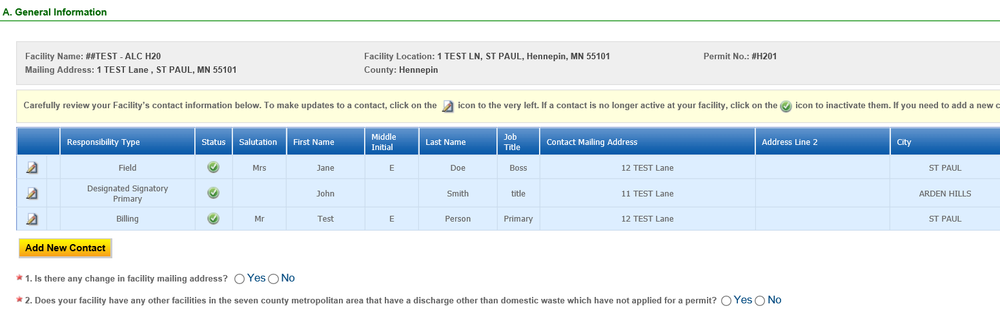 A. General Information
Facility Name: ##TEST - ALC H20 Facility Location: 1 TEST LN, ST PAUL, Hennepin, MN 55101 Permit No.: #H201
Mailing Address: 1 TEST Lane , ST PAUL, MN 55101 County: Hennepin
Carefully review your Facility's contact information below. To make updates to a contact, click on the icon to the very left. If a contact is no longer active at your facility, click on the icon to inactivate them. If you need to add a new c
Responsibility Type Status Salutation First Name Middle Initial Last Name Job Title Contact Mailing Address Address Line 2 City
Field Mrs Jane E Doe Boss 12 TEST Lane ST PAUL
Designated Signatory Primary John Smith title 11 TEST Lane ARDEN HILLS
Billing Mr Test E Person Primary 12 TEST Lane ST PAUL
Add New Contact
* 1. Is there any change in facility mailing address? Yes No
* 2. Does your facility have any other facilities in the seven county metropolitan area that have a discharge other than domestic waste which have not applied for a permit? Yes No